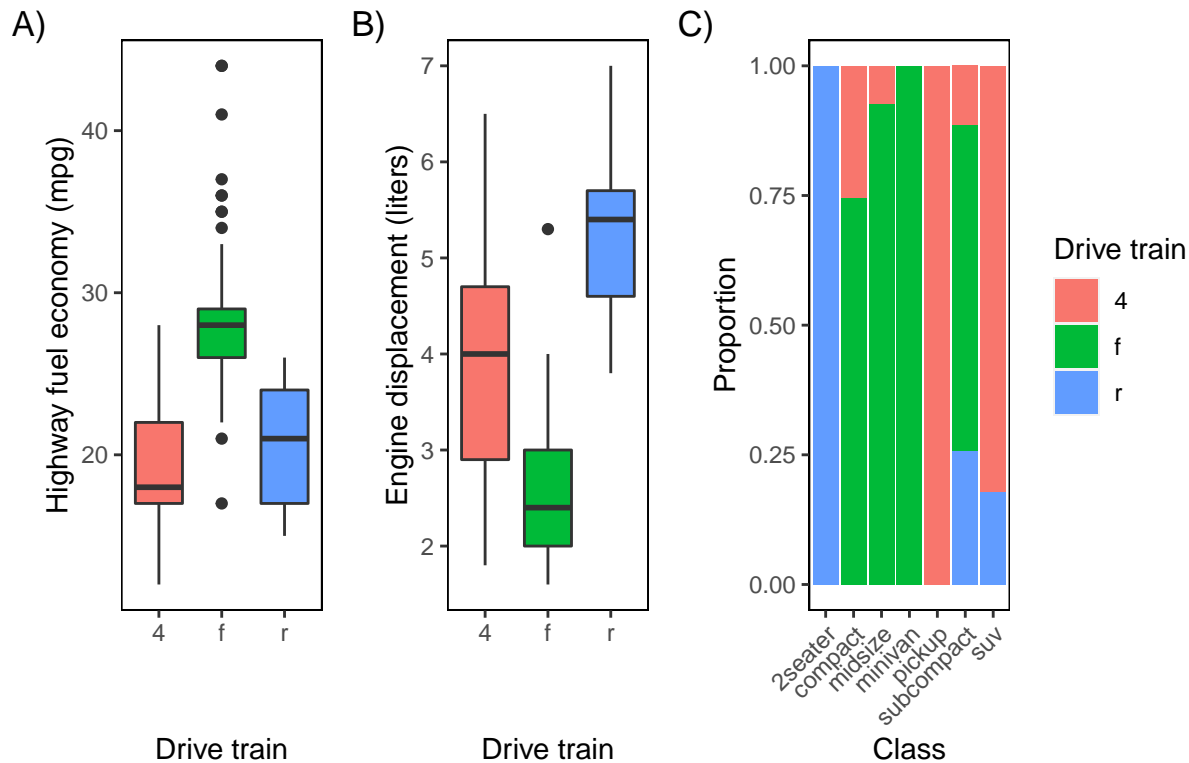 A)
Highway fuel economy (mpg)
40
30
20
4
f
r
Drive train
B)
Engine displacement (liters)
7
6
5
4
3
2
4
f
r
Drive train
C)
Proportion
1.00
0.75
0.50
0.25
0.00
2seater
compact
midsize
minivan
pickup
subcompact
suv
Class
Drive train
4
f
r